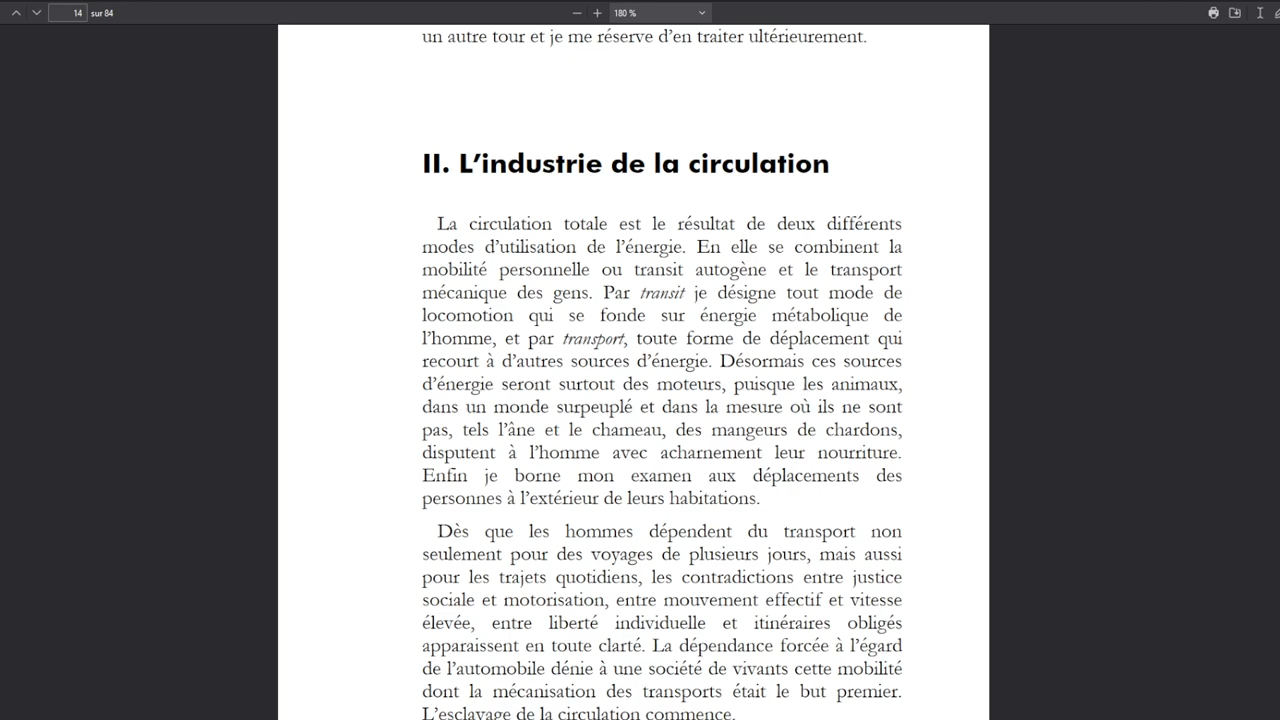 14 sur 84 180 %
un autre tour et je me réserve d'en traiter ultérieurement.
II. L'industrie de la circulation
La circulation totale est le résultat de deux différents
modes d'utilisation de l'énergie. En elle se combinent la
mobilité personnelle ou transit autogène et le transport
mécanique des gens. Par transit je désigne tout mode de
locomotion qui se fonde sur énergie métabolique de
l'homme, et par transport, toute forme de déplacement qui
recourt à d'autres sources d'énergie. Désormais ces sources
d'énergie seront surtout des moteurs, puisque les animaux,
dans un monde surpeuplé et dans la mesure où ils ne sont
pas, tels l'âne et le chameau, des mangeurs de chardons,
disputent à l'homme avec acharnement leur nourriture.
Enfin je borne mon examen aux déplacements des
personnes à l'extérieur de leurs habitations.
Dès que les hommes dépendent du transport non
seulement pour des voyages de plusieurs jours, mais aussi
pour les trajets quotidiens, les contradictions entre justice
sociale et motorisation, entre mouvement effectif et vitesse
élevée, entre liberté individuelle et itinéraires obligés
apparaissent en toute clarté. La dépendance forcée à l'égard
de l'automobile dénie à une société de vivants cette mobilité
dont la mécanisation des transports était le but premier.
L'esclavage de la circulation commence.